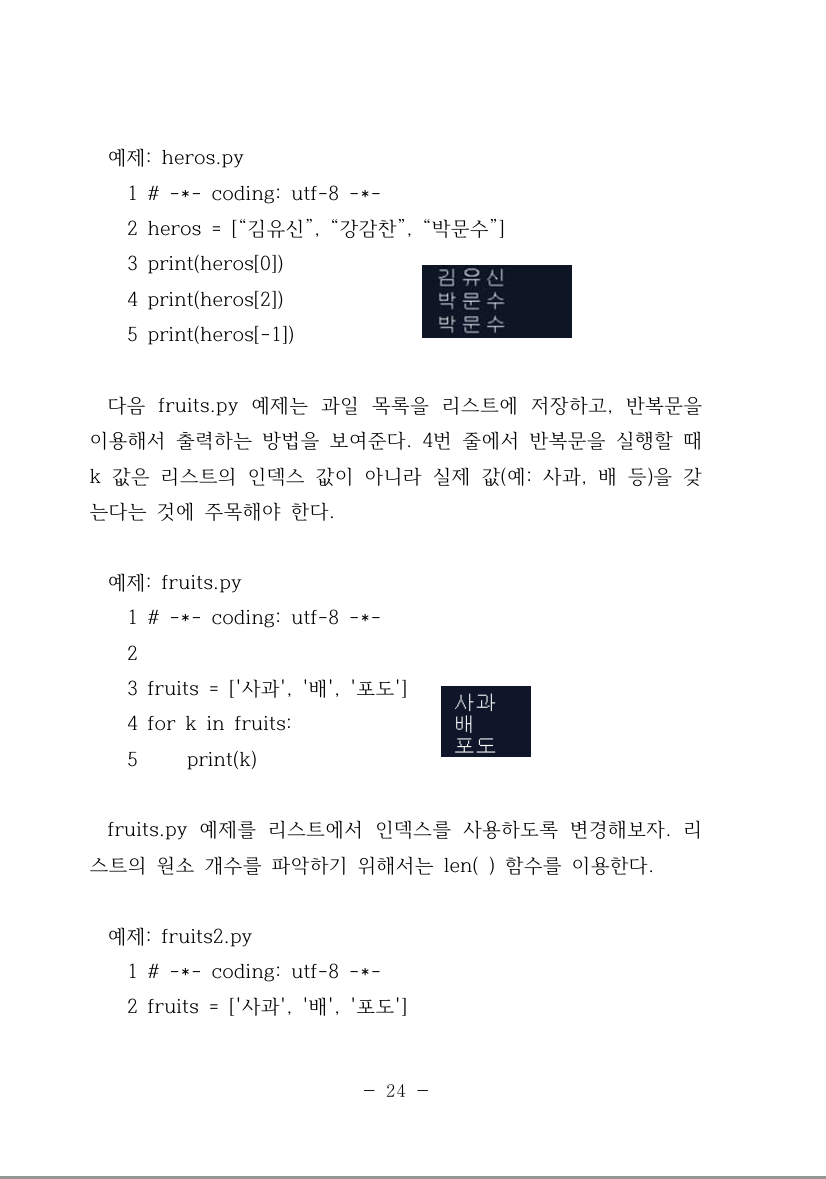 예제: heros.py
1 # -*- coding: utf-8 -*-
2 heros = [“김유신”, “강감찬”, “박문수”]
3 print(heros[0])
4 print(heros[2])
5 print(heros[-1])
김유신
박문수
박문수
다음 fruits.py 예제는 과일 목록을 리스트에 저장하고, 반복문을
이용해서 출력하는 방법을 보여준다. 4번 줄에서 반복문을 실행할 때
k 값은 리스트의 인덱스 값이 아니라 실제 값(예: 사과, 배 등)을 갖
는다는 것에 주목해야 한다.
예제: fruits.py
1 # -*- coding: utf-8 -*-
2
3 fruits = ['사과', '배', '포도']
4 for k in fruits:
5     print(k)
사과
배
포도
fruits.py 예제를 리스트에서 인덱스를 사용하도록 변경해보자. 리
스트의 원소 개수를 파악하기 위해서는 len( ) 함수를 이용한다.
예제: fruits2.py
1 # -*- coding: utf-8 -*-
2 fruits = ['사과', '배', '포도']
- 24 -